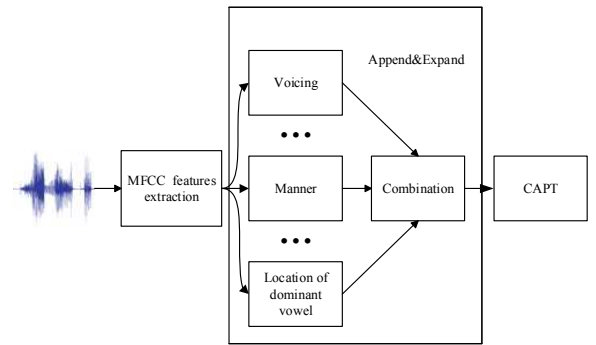 Append&Expand
Voicing
•••
MFCC features
extraction
Manner
Combination
CAPT
•••
Location of
dominant
vowel